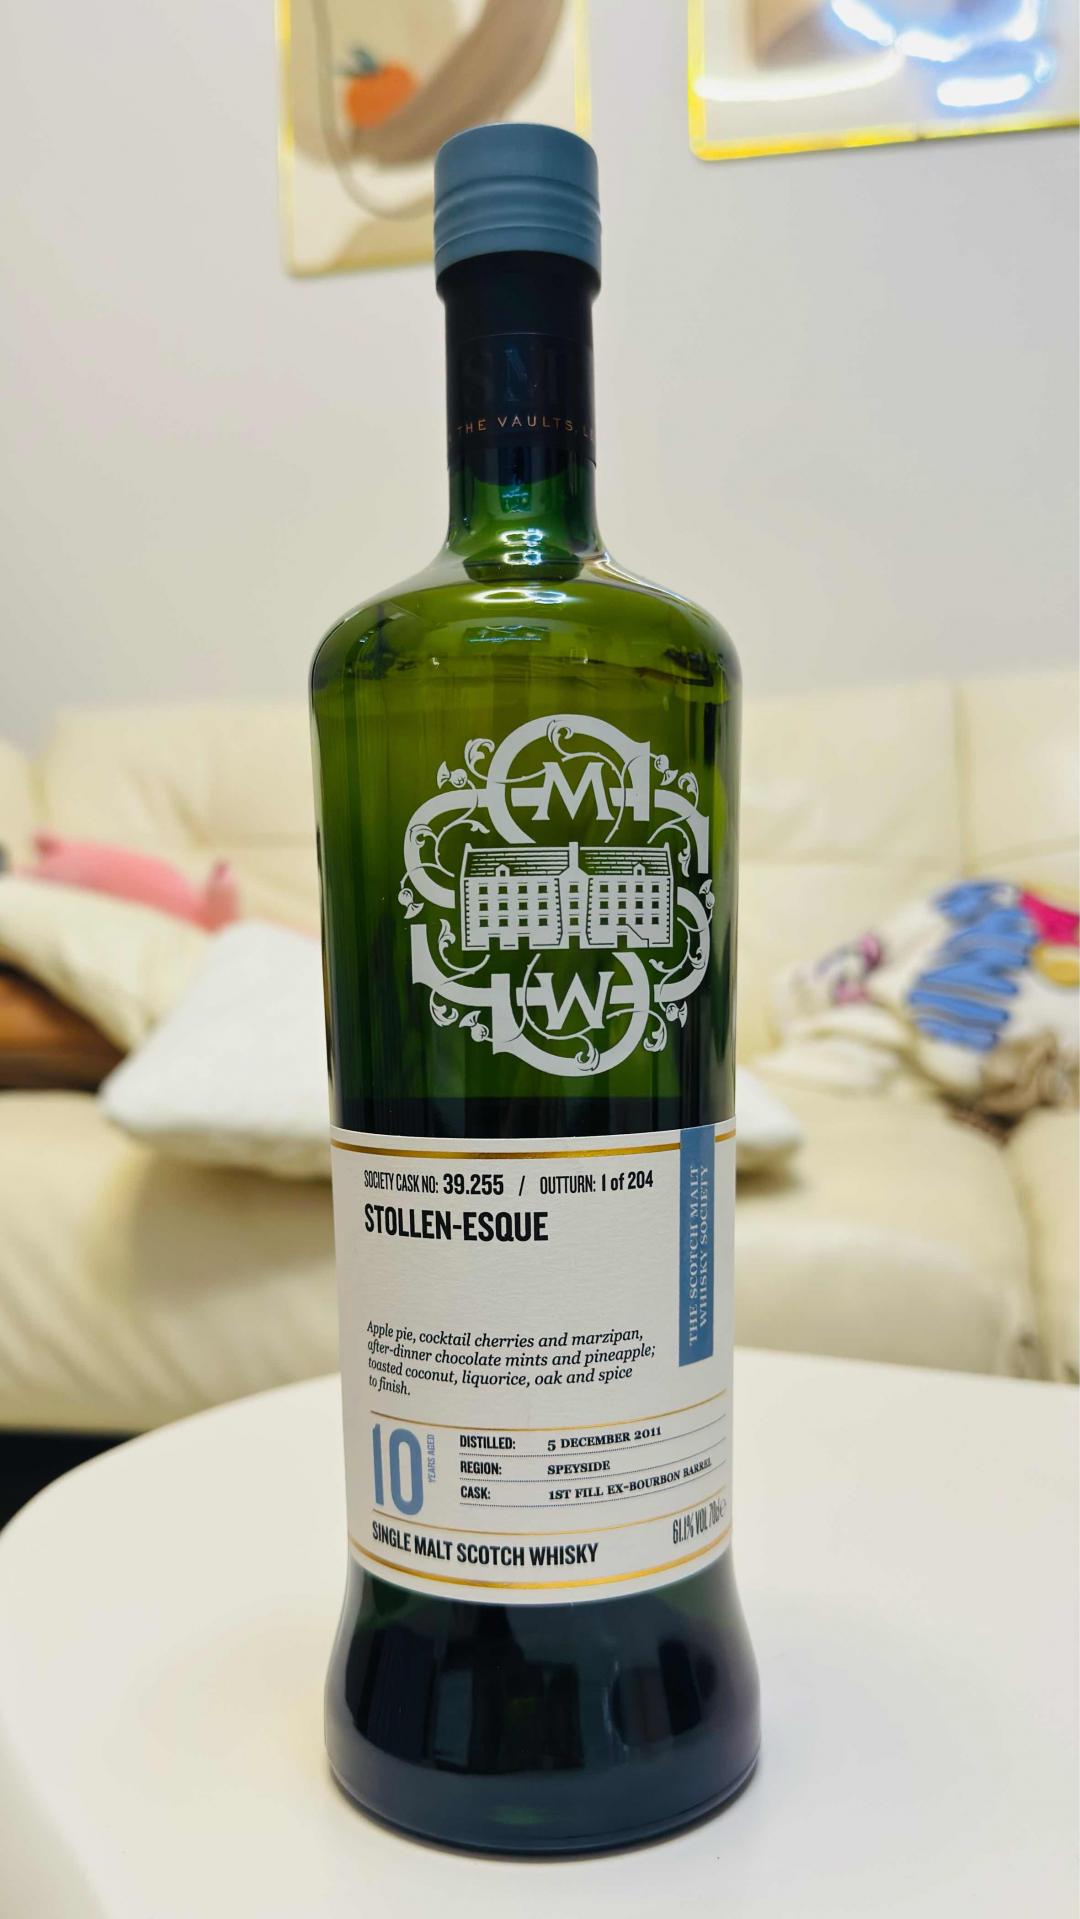 SM
THE VAULTS, L
M
W
SOCIETY CASK NO: 39.255 / OUTTURN: 1 of 204
STOLLEN-ESQUE
THE SCOTCH MALT
WHISKY SOCIETY
Apple pie, cocktail cherries and marzipan,
after-dinner chocolate mints and pineapple;
toasted coconut, liquorice, oak and spice
to finish.
10 YEARS AGED
DISTILLED: 5 DECEMBER 2011
REGION: SPEYSIDE
CASK: 1ST FILL EX-BOURBON BARREL
SINGLE MALT SCOTCH WHISKY
61.1% VOL 70cl e